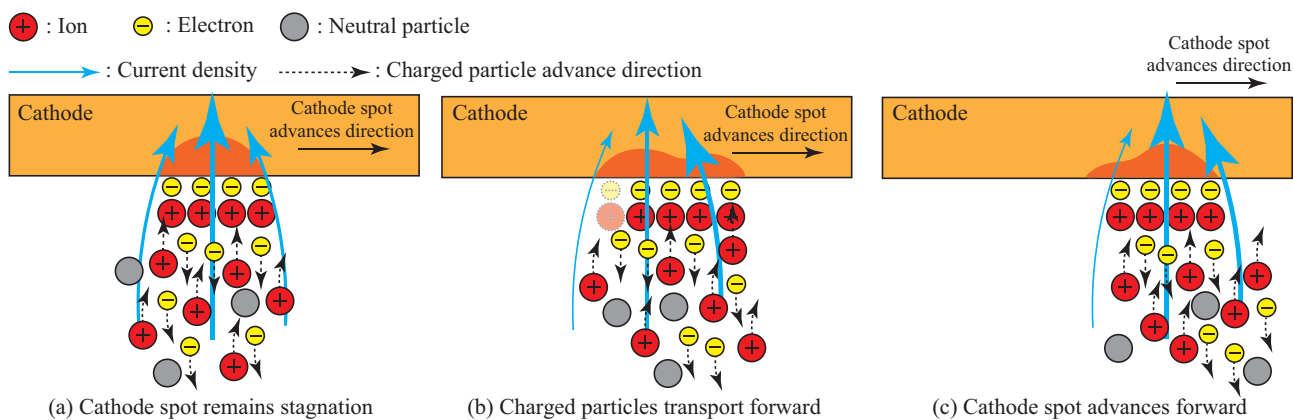 : Ion : Electron : Neutral particle
: Current density : Charged particle advance direction
Cathode spot
advances direction
Cathode
Cathode spot
advances direction
Cathode
Cathode spot
advances direction
Cathode
(a) Cathode spot remains stagnation
(b) Charged particles transport forward
(c) Cathode spot advances forward